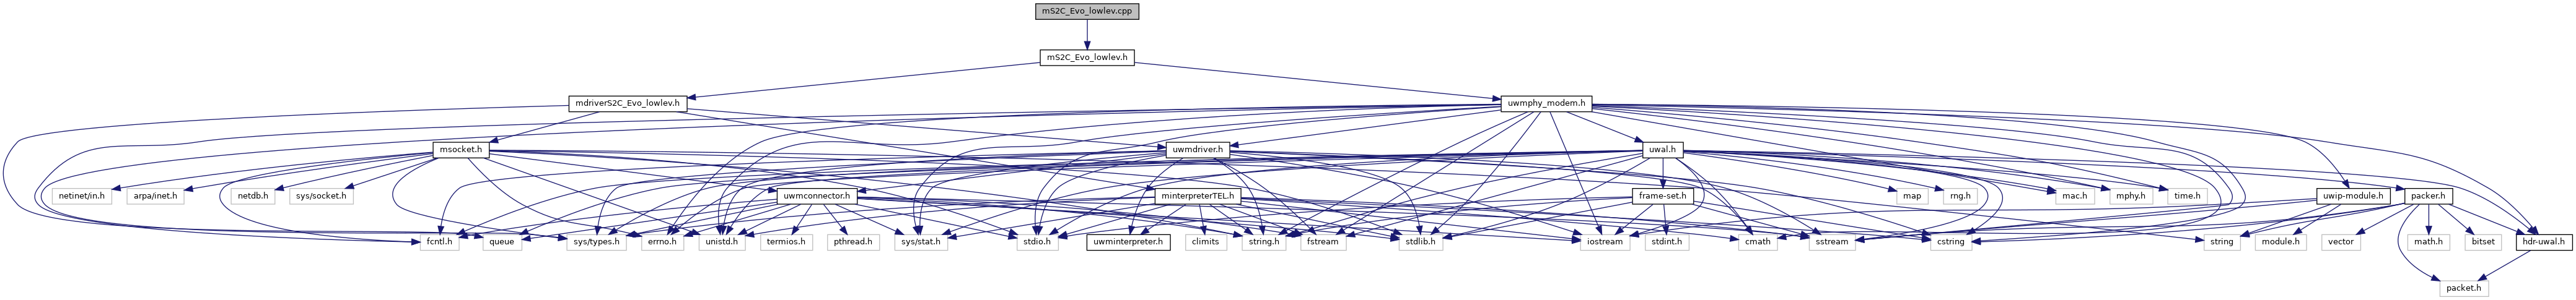 mS2C_Evo_lowlev.cpp
mS2C_Evo_lowlev.h
mdriverS2C_Evo_lowlev.h
uwmphy_modem.h
msocket.h
uwmdriver.h
uwal.h
netinet/in.h
arpa/inet.h
netdb.h
sys/socket.h
uwmconnector.h
minterpreterTEL.h
frame-set.h
map
rng.h
mac.h
mphy.h
time.h
uwip-module.h
packer.h
fcntl.h
queue
sys/types.h
errno.h
unistd.h
termios.h
pthread.h
sys/stat.h
stdio.h
uwminterpreter.h
climits
string.h
fstream
stdlib.h
iostream
stdint.h
cmath
sstream
cstring
string
module.h
vector
math.h
bitset
hdr-uwal.h
packet.h